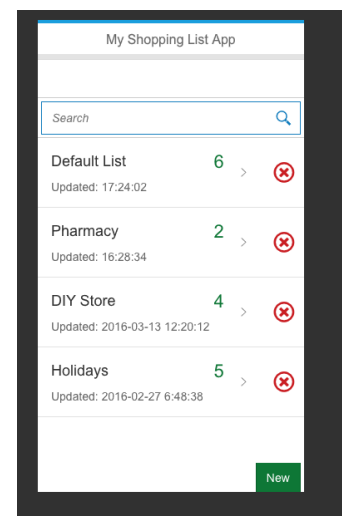 My Shopping List App
Search
Default List 6
Updated: 17:24:02
Pharmacy 2
Updated: 16:28:34
DIY Store 4
Updated: 2016-03-13 12:20:12
Holidays 5
Updated: 2016-02-27 6:48:38
New